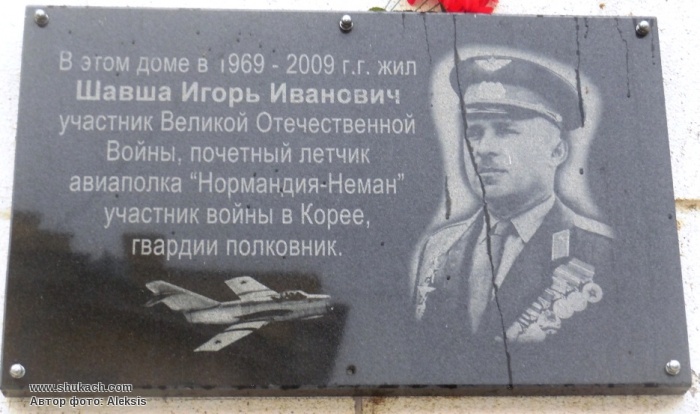 В этом доме в 1969 - 2009 г.г. жил
Шавша Игорь Иванович
участник Великой Отечественной
Войны, почетный летчик
авиаполка "Нормандия-Неман"
участник войны в Корее,
гвардии полковник.
www.shukach.com
Автор фото: Aleksis